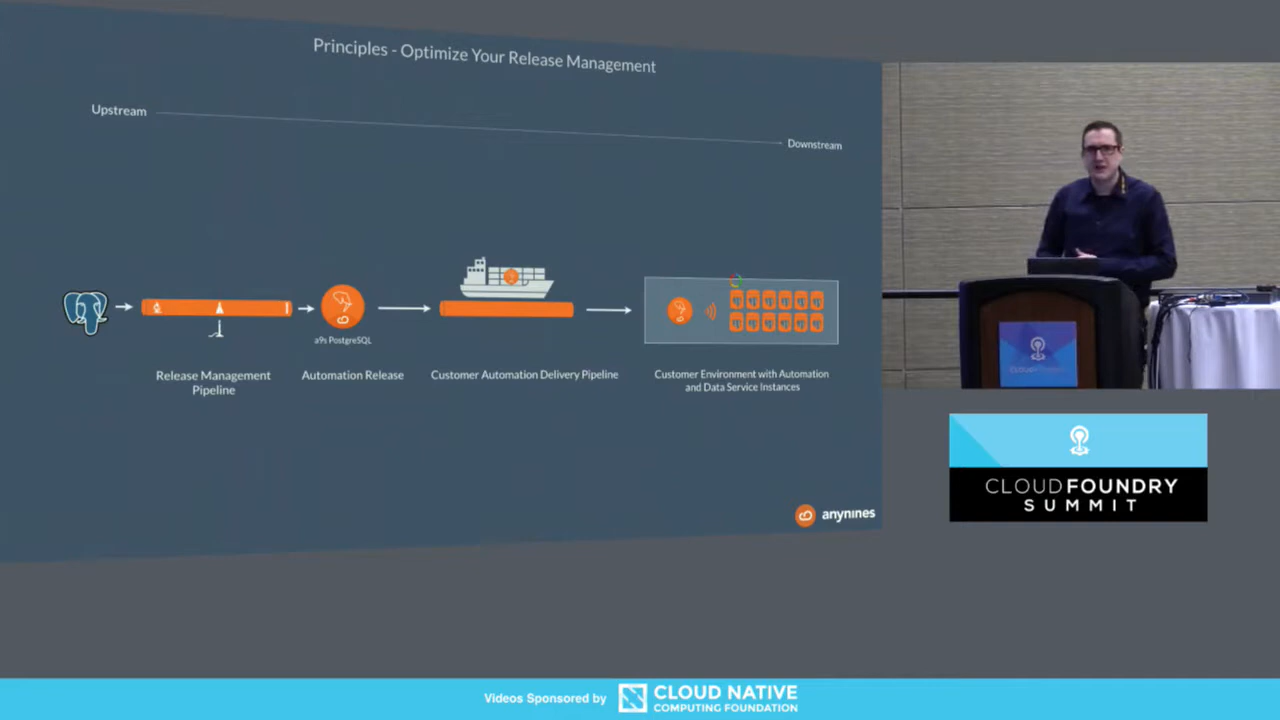 Principles - Optimize Your Release Management
Upstream
Downstream
a9s PostgreSQL
Release Management
Pipeline
Automation Release
Customer Automation Delivery Pipeline
Customer Environment with Automation
and Data Service Instances
anynines
CLOUD FOUNDRY
SUMMIT
Videos Sponsored by
CLOUD NATIVE
COMPUTING FOUNDATION